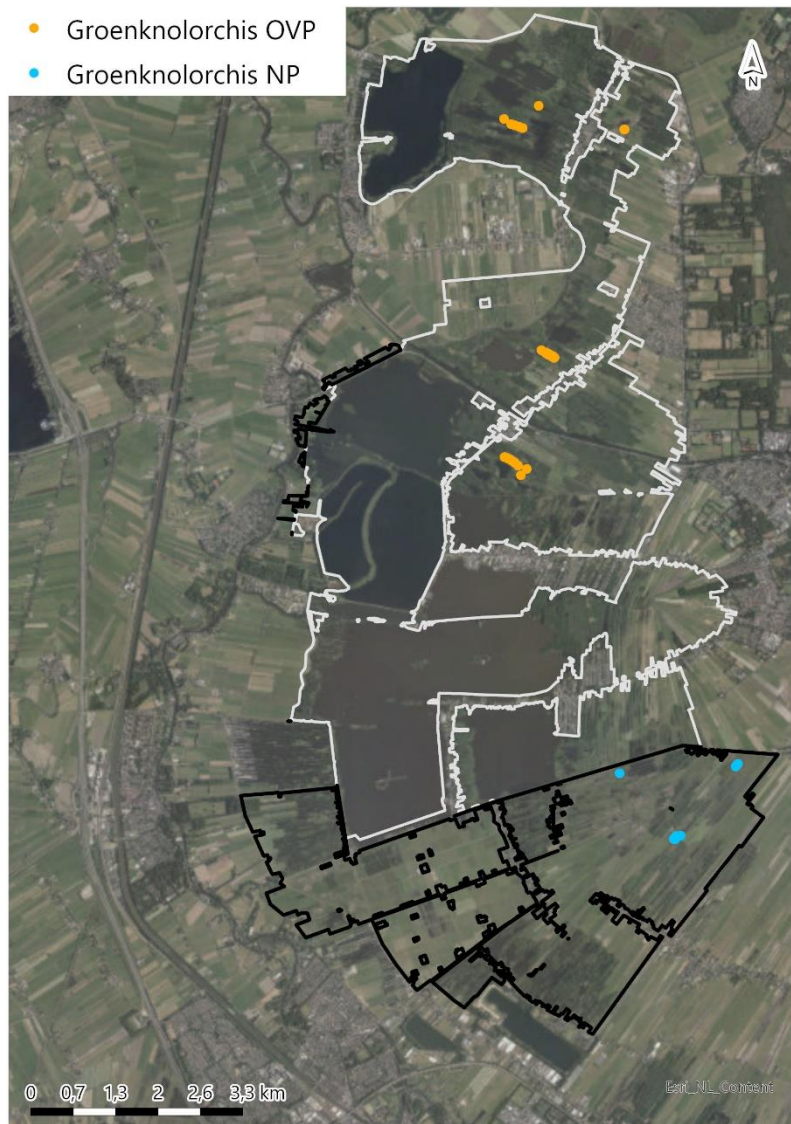 Groenknolorchis OVP
Groenknolorchis NP
N
0 0,7 1,3 2 2,6 3,3 km
Esri_NL_Content